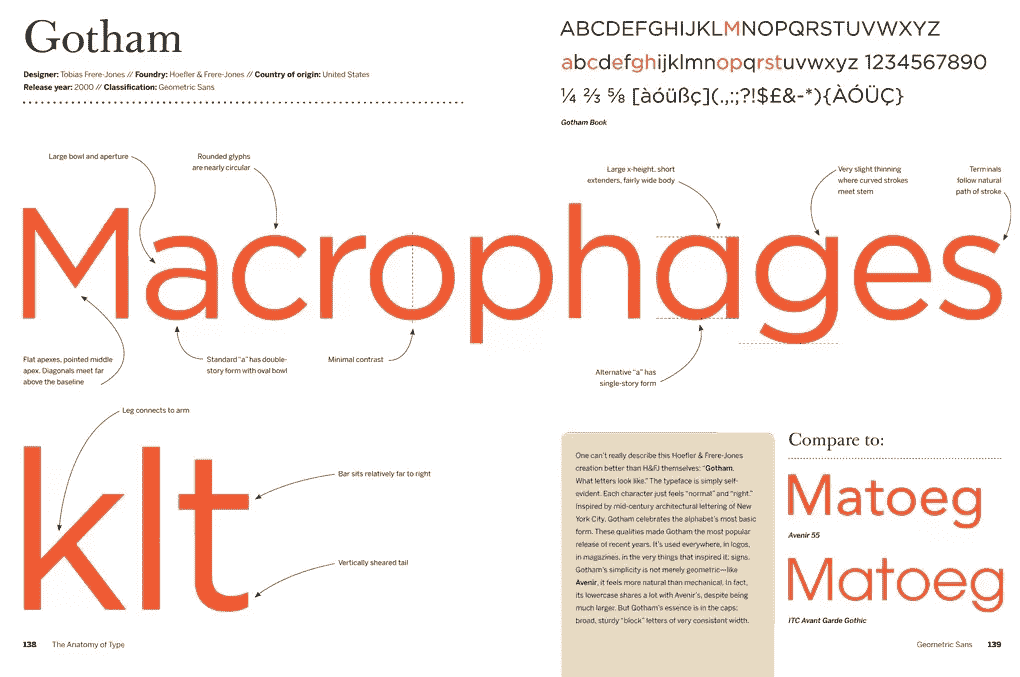 Gotham
Designer: Tobias Frere-Jones // Foundry: Hoefler & Frere-Jones // Country of origin: United States
Release year: 2000 // Classification: Geometric Sans
ABCDEFGHIJKLMNOPQRSTUVWXYZ
abcdefghijklmnopqrstuvwxyz 1234567890
¼ ⅔ ⅝ [àóüßç](.,:;?!$£&-*){ÀÓÜÇ}
Gotham Book
Large bowl and aperture
Rounded glyphs
are nearly circular
Large x-height, short
extenders, fairly wide body
Very slight thinning
where curved strokes
meet stem
Terminals
follow natural
path of stroke
Macrophages
Flat apexes, pointed middle
apex. Diagonals meet far
above the baseline
Standard "a" has double-
story form with oval bowl
Minimal contrast
Alternative "a" has
single-story form
Leg connects to arm
klt
Bar sits relatively far to right
Vertically sheared tail
One can't really describe this Hoefler & Frere-Jones
creation better than H&FJ themselves: "Gotham.
What letters look like." The typeface is simply self-
evident. Each character just feels "normal" and "right."
Inspired by mid-century architectural lettering of New
York City, Gotham celebrates the alphabet's most basic
form. These qualities made Gotham the most popular
release of recent years. It's used everywhere, in logos,
in magazines, in the very things that inspired it: signs.
Gotham's simplicity is not merely geometric—like
Avenir, it feels more natural than mechanical. In fact,
its lowercase shares a lot with Avenir's, despite being
much larger. But Gotham's essence is in the caps:
broad, sturdy "block" letters of very consistent width.
Compare to:
Matoeg
Avenir 55
Matoeg
ITC Avant Garde Gothic
138 The Anatomy of Type
Geometric Sans 139